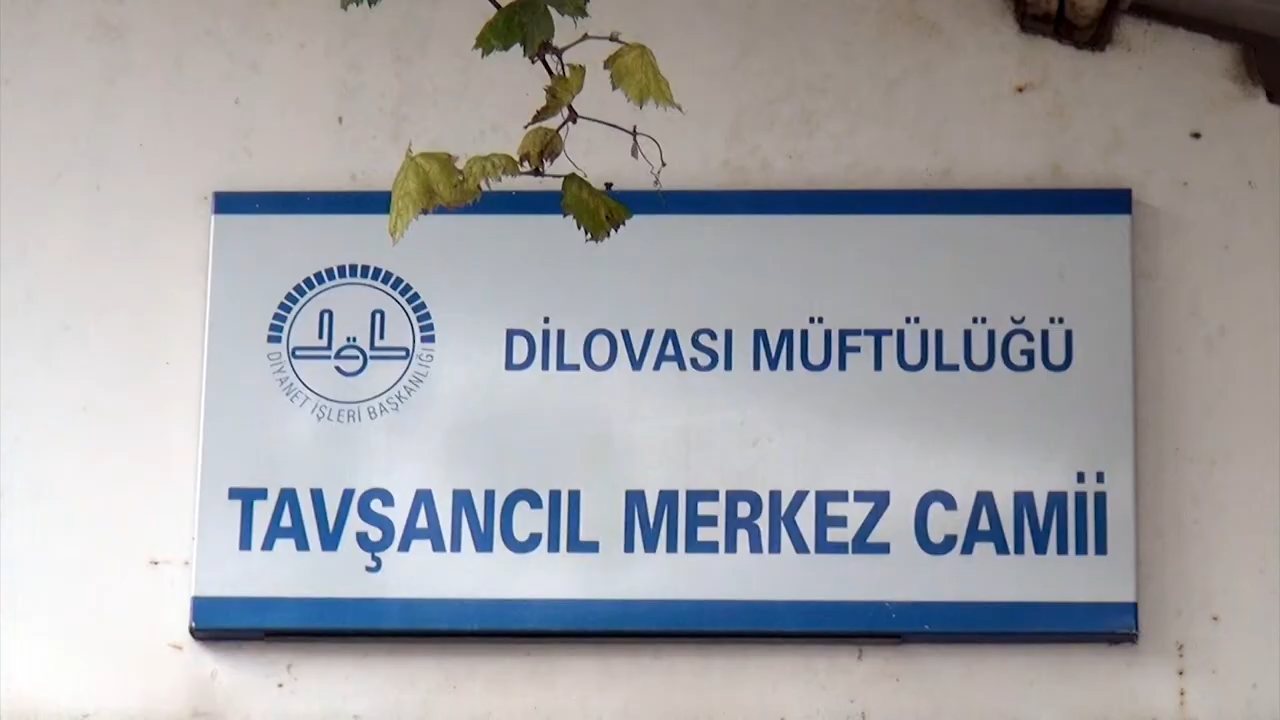 DİLOVASI MÜFTÜLÜĞÜ
DİYANET İŞLERİ BAŞKANLIĞI
TAVŞANCIL MERKEZ CAMİİ